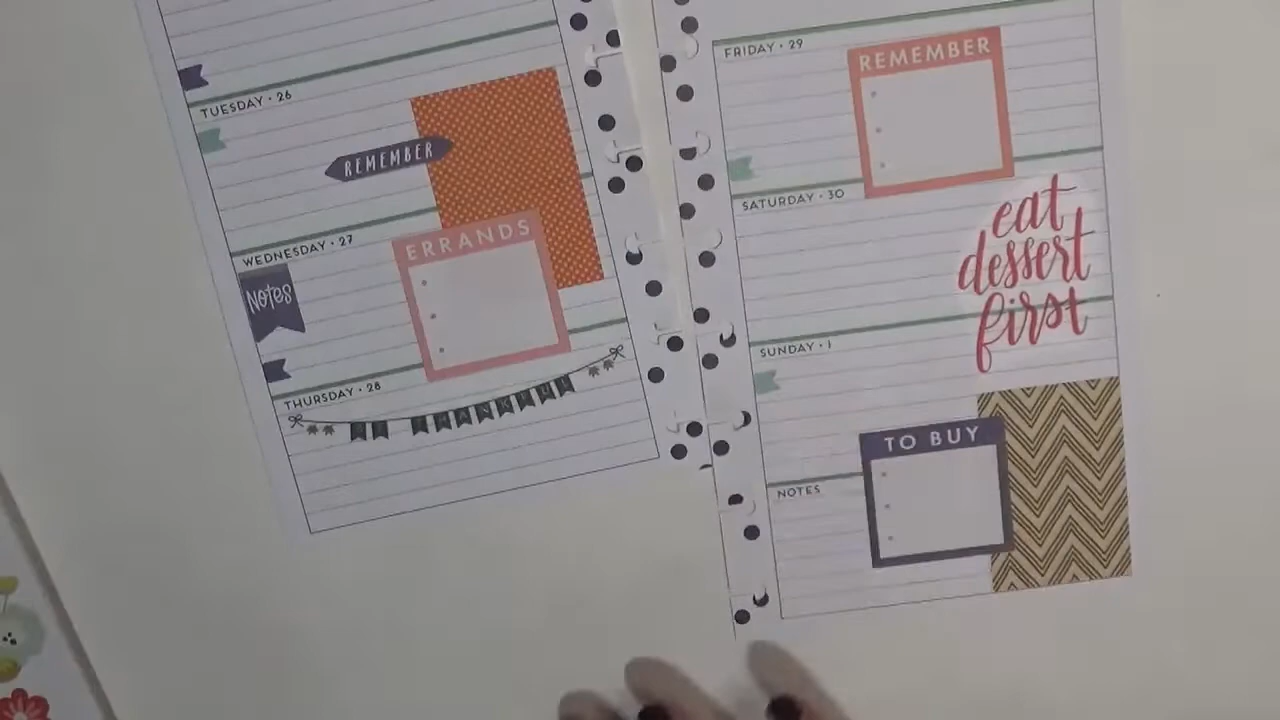 TUESDAY • 26
REMEMBER
WEDNESDAY • 27
ERRANDS
Notes
THURSDAY • 28
FRIDAY • 29
REMEMBER
SATURDAY • 30
eat
dessert
first
SUNDAY • 1
TO BUY
NOTES